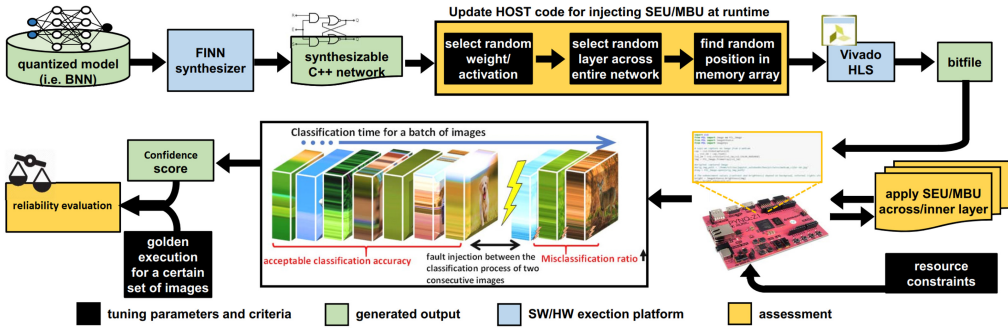 Update HOST code for injecting SEU/MBU at runtime
quantized model
(i.e. BNN)
FINN
synthesizer
synthesizable
C++ network
select random
weight/
activation
select random
layer across
entire network
find random
position in
memory array
Vivado
HLS
bitfile
Classification time for a batch of images
acceptable classification accuracy
fault injection between the
classification process of two
consecutive images
Misclassification ratio
Confidence
score
reliability evaluation
golden
execution
for a certain
set of images
apply SEU/MBU
across/inner layer
resource
constraints
tuning parameters and criteria
generated output
SW/HW exection platform
assessment